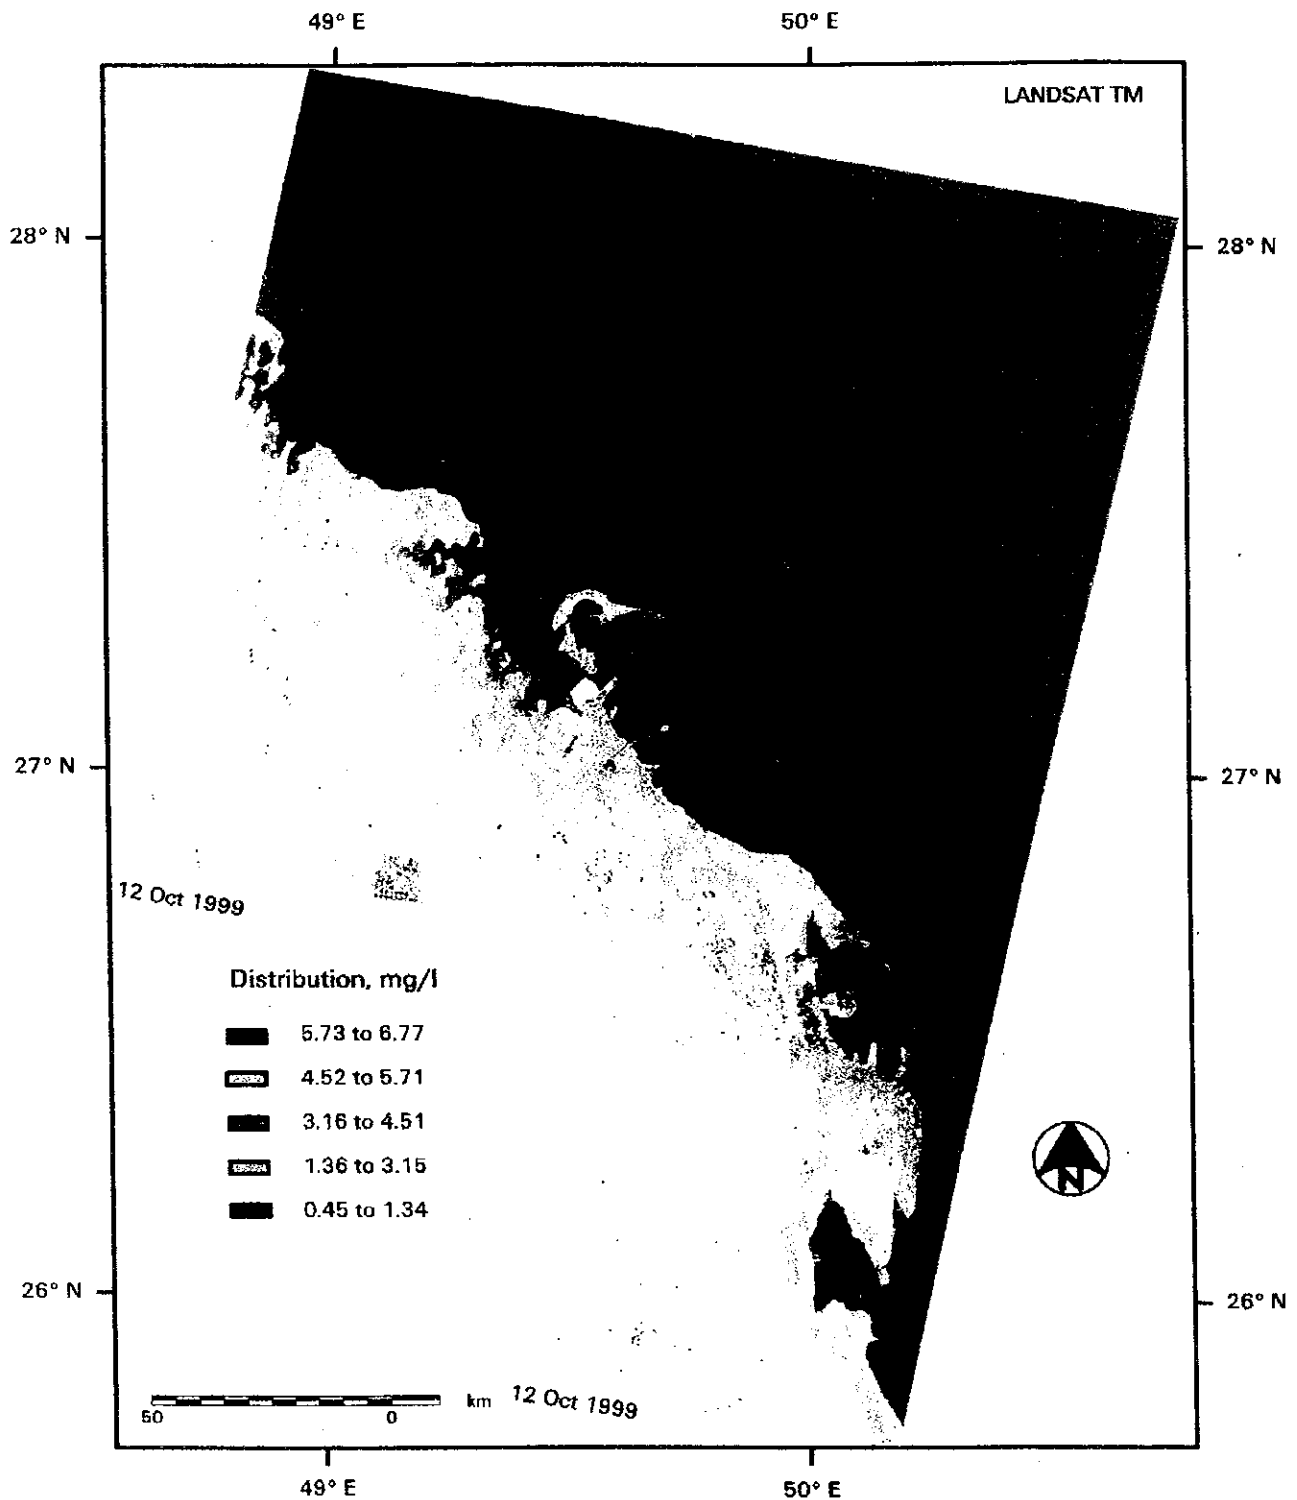 49° E 50° E
LANDSAT TM
28° N 28° N
27° N 27° N
12 Oct 1999
Distribution, mg/l
5.73 to 6.77
4.52 to 5.71
3.16 to 4.51
1.36 to 3.15
0.45 to 1.34
N
26° N 26° N
50 0 km 12 Oct 1999
49° E 50° E